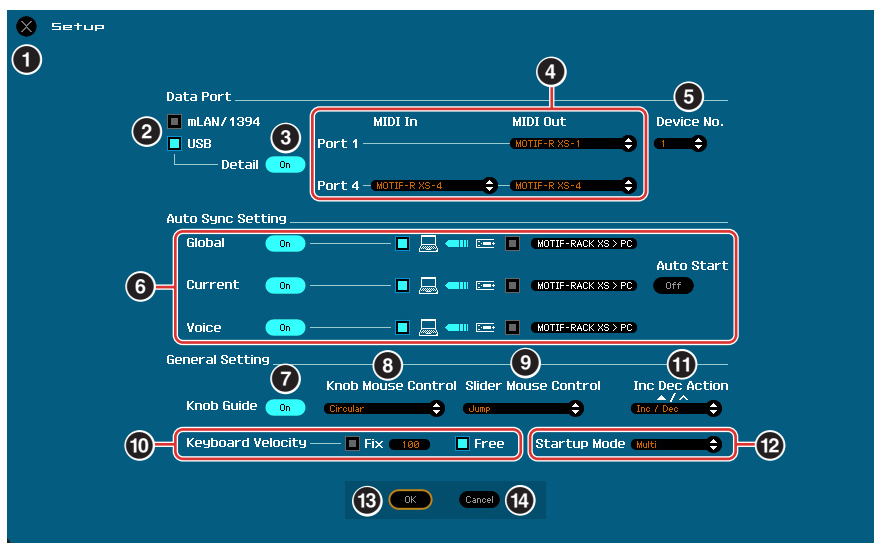 Setup
1
4
5
Data Port
mLAN/1394 MIDI In MIDI Out Device No.
2 3
USB Port 1 MOTIF-R XS-1 1
Detail On
Port 4 MOTIF-R XS-4 MOTIF-R XS-4
Auto Sync Setting
Global On MOTIF-RACK XS > PC
Auto Start
6 Current On MOTIF-RACK XS > PC Off
Voice On MOTIF-RACK XS > PC
General Setting
7 8 9 11
Knob Mouse Control Slider Mouse Control Inc Dec Action
Knob Guide On Circular Jump Inc / Dec
10 Keyboard Velocity Fix 100 Free Startup Mode Multi 12
13 OK Cancel 14